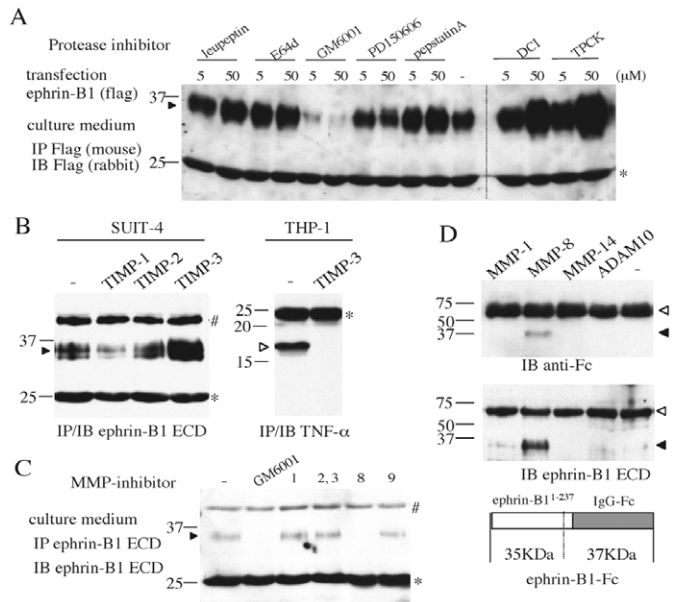 A
Protease inhibitor
leupeptin E64d GM6001 PD150606 pepstatinA DCI TPCK
transfection 5 50 5 50 5 50 5 50 5 50 - 5 50 5 50 (μM)
ephrin-B1 (flag) 37
culture medium
IP Flag (mouse)
IB Flag (rabbit) 25 *
B
SUIT-4
- TIMP-1 TIMP-2 TIMP-3
#
37
25 *
IP/IB ephrin-B1 ECD
THP-1
- TIMP-3
25 *
20
15
IP/IB TNF-α
C
MMP-inhibitor - GM6001 1 2, 3 8 9
#
culture medium 37
IP ephrin-B1 ECD
IB ephrin-B1 ECD 25 *
D
MMP-1 MMP-8 MMP-14 ADAM10 -
75
50
37
IB anti-Fc
75
50
37
IB ephrin-B1 ECD
ephrin-B1 1-237 IgG-Fc
35KDa 37KDa
ephrin-B1-Fc